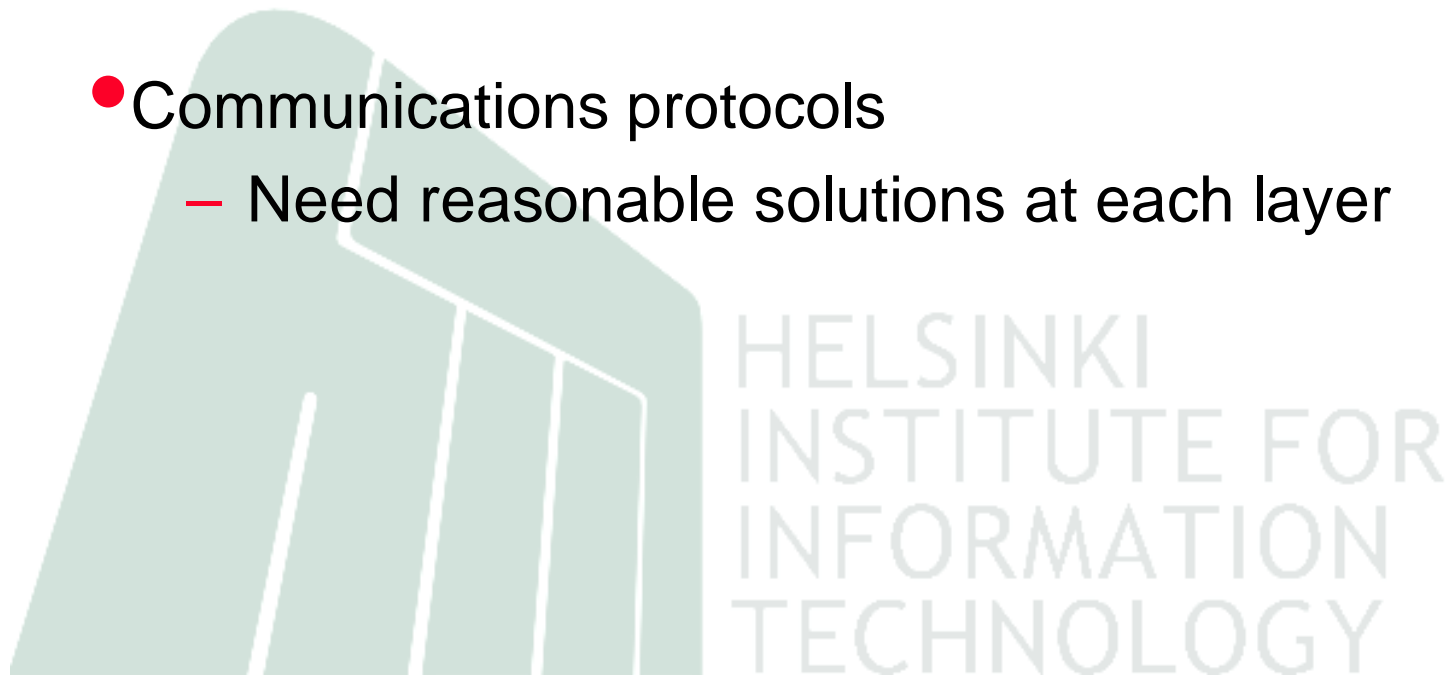 •Communications protocols
– Need reasonable solutions at each layer
HELSINKI
INSTITUTE FOR
INFORMATION
TECHNOLOGY